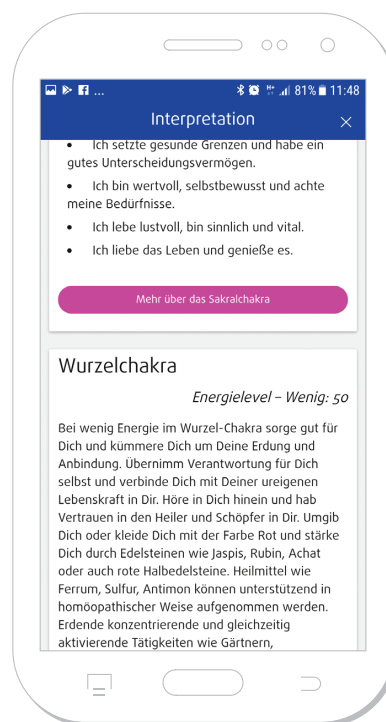 ... 81% 11:48
Interpretation ×
• Ich setzte gesunde Grenzen und habe ein
gutes Unterscheidungsvermögen.
• Ich bin wertvoll, selbstbewusst und achte
meine Bedürfnisse.
• Ich lebe lustvoll, bin sinnlich und vital.
• Ich liebe das Leben und genieße es.
Mehr über das Sakralchakra
Wurzelchakra
Energielevel – Wenig: 50
Bei wenig Energie im Wurzel-Chakra sorge gut für
Dich und kümmere Dich um Deine Erdung und
Anbindung. Übernimm Verantwortung für Dich
selbst und verbinde Dich mit Deiner ureigenen
Lebenskraft in Dir. Höre in Dich hinein und hab
Vertrauen in den Heiler und Schöpfer in Dir. Umgib
Dich oder kleide Dich mit der Farbe Rot und stärke
Dich durch Edelsteinen wie Jaspis, Rubin, Achat
oder auch rote Halbedelsteine. Heilmittel wie
Ferrum, Sulfur, Antimon können unterstützend in
homöopathischer Weise aufgenommen werden.
Erdende konzentrierende und gleichzeitig
aktivierende Tätigkeiten wie Gärtnern,